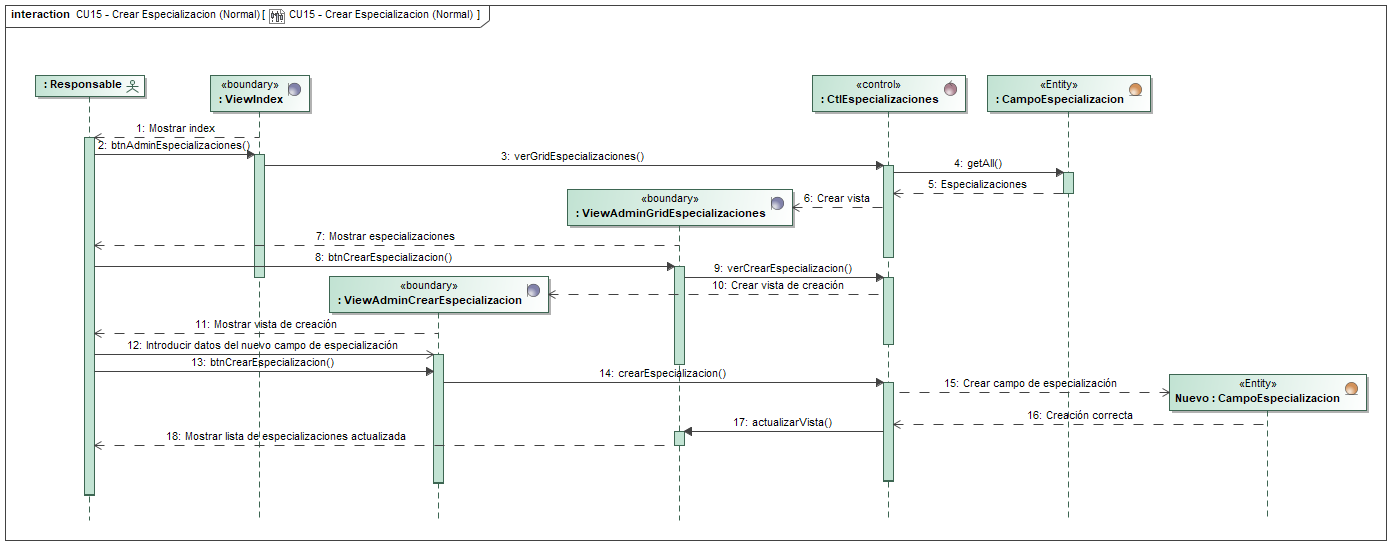 interaction CU15 - Crear Especializacion (Normal) [ CU15 - Crear Especializacion (Normal) ]
: Responsable
«boundary»
: ViewIndex
«control»
: CtlEspecializaciones
«Entity»
: CampoEspecializacion
1: Mostrar index
2: btnAdminEspecializaciones()
3: verGridEspecializaciones()
4: getAll()
5: Especializaciones
«boundary»
: ViewAdminGridEspecializaciones
6: Crear vista
7: Mostrar especializaciones
8: btnCrearEspecializacion()
9: verCrearEspecializacion()
«boundary»
: ViewAdminCrearEspecializacion
10: Crear vista de creación
11: Mostrar vista de creación
12: Introducir datos del nuevo campo de especialización
13: btnCrearEspecializacion()
14: crearEspecializacion()
15: Crear campo de especialización
«Entity»
Nuevo : CampoEspecializacion
16: Creación correcta
17: actualizarVista()
18: Mostrar lista de especializaciones actualizada